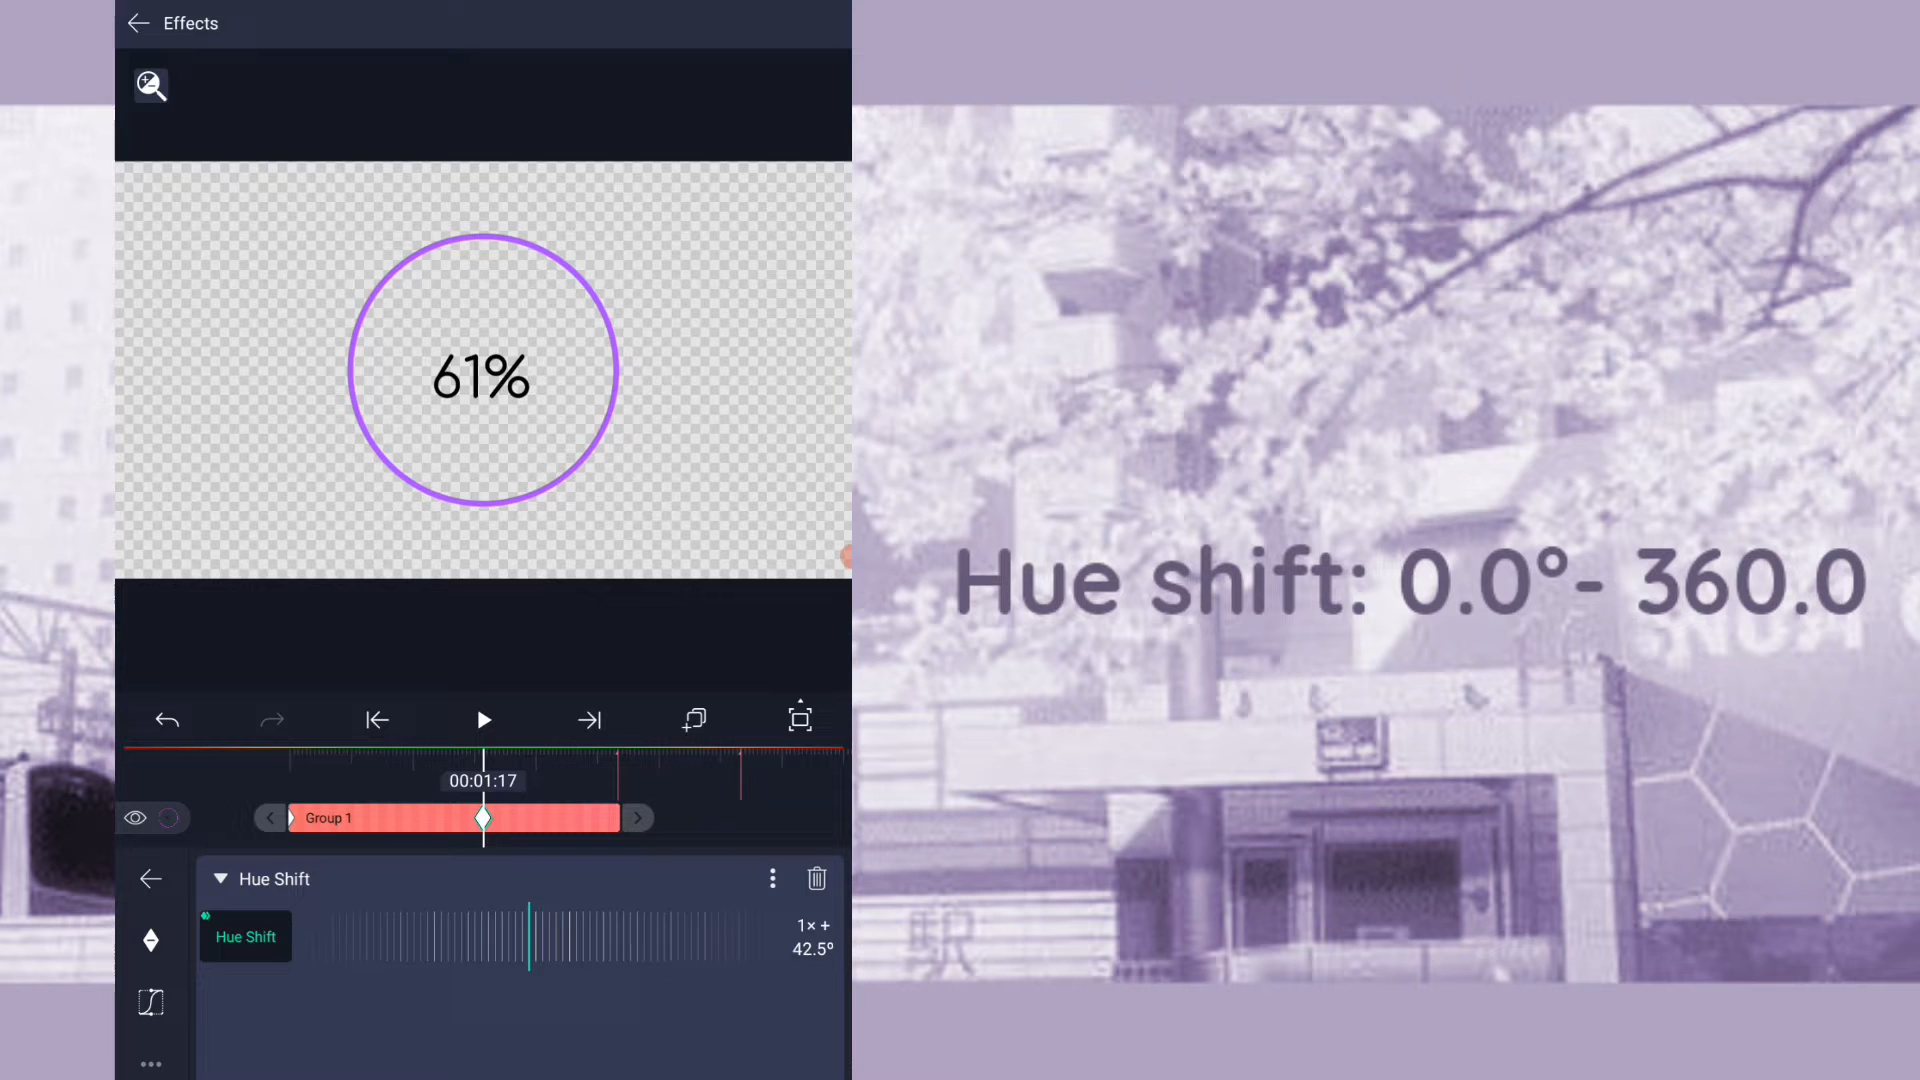 Effects
61%
Hue shift: 0.0°- 360.0
00:01:17
Group 1
Hue Shift
Hue Shift
1× +
42.5°